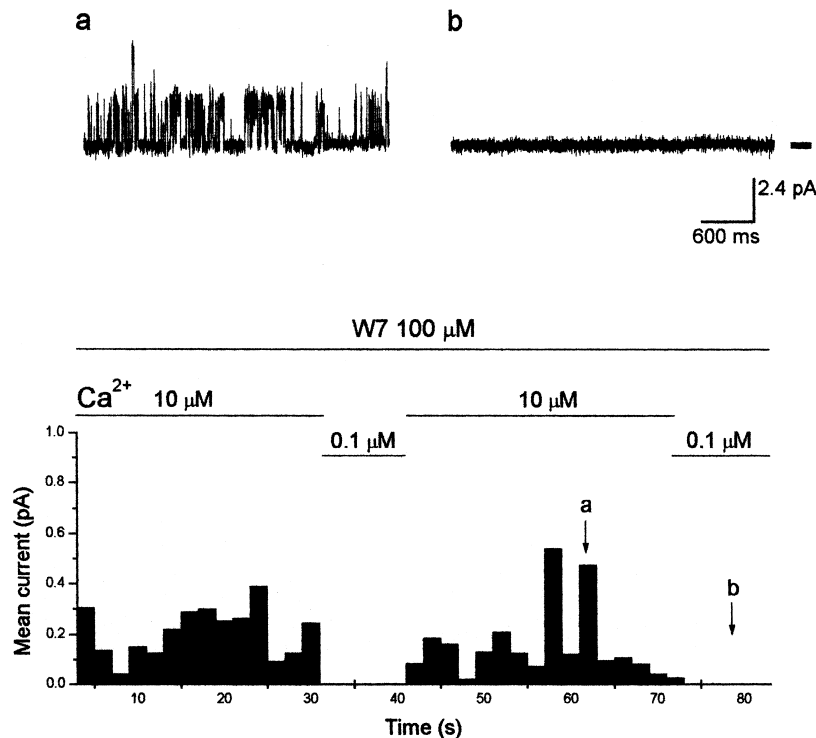 a b
2.4 pA
600 ms
W7 100 μM
Ca²⁺ 10 μM 10 μM
0.1 μM 0.1 μM
1.0
0.8
0.6
0.4
0.2
0.0
Mean current (pA)
a
b
10 20 30 40 50 60 70 80
Time (s)